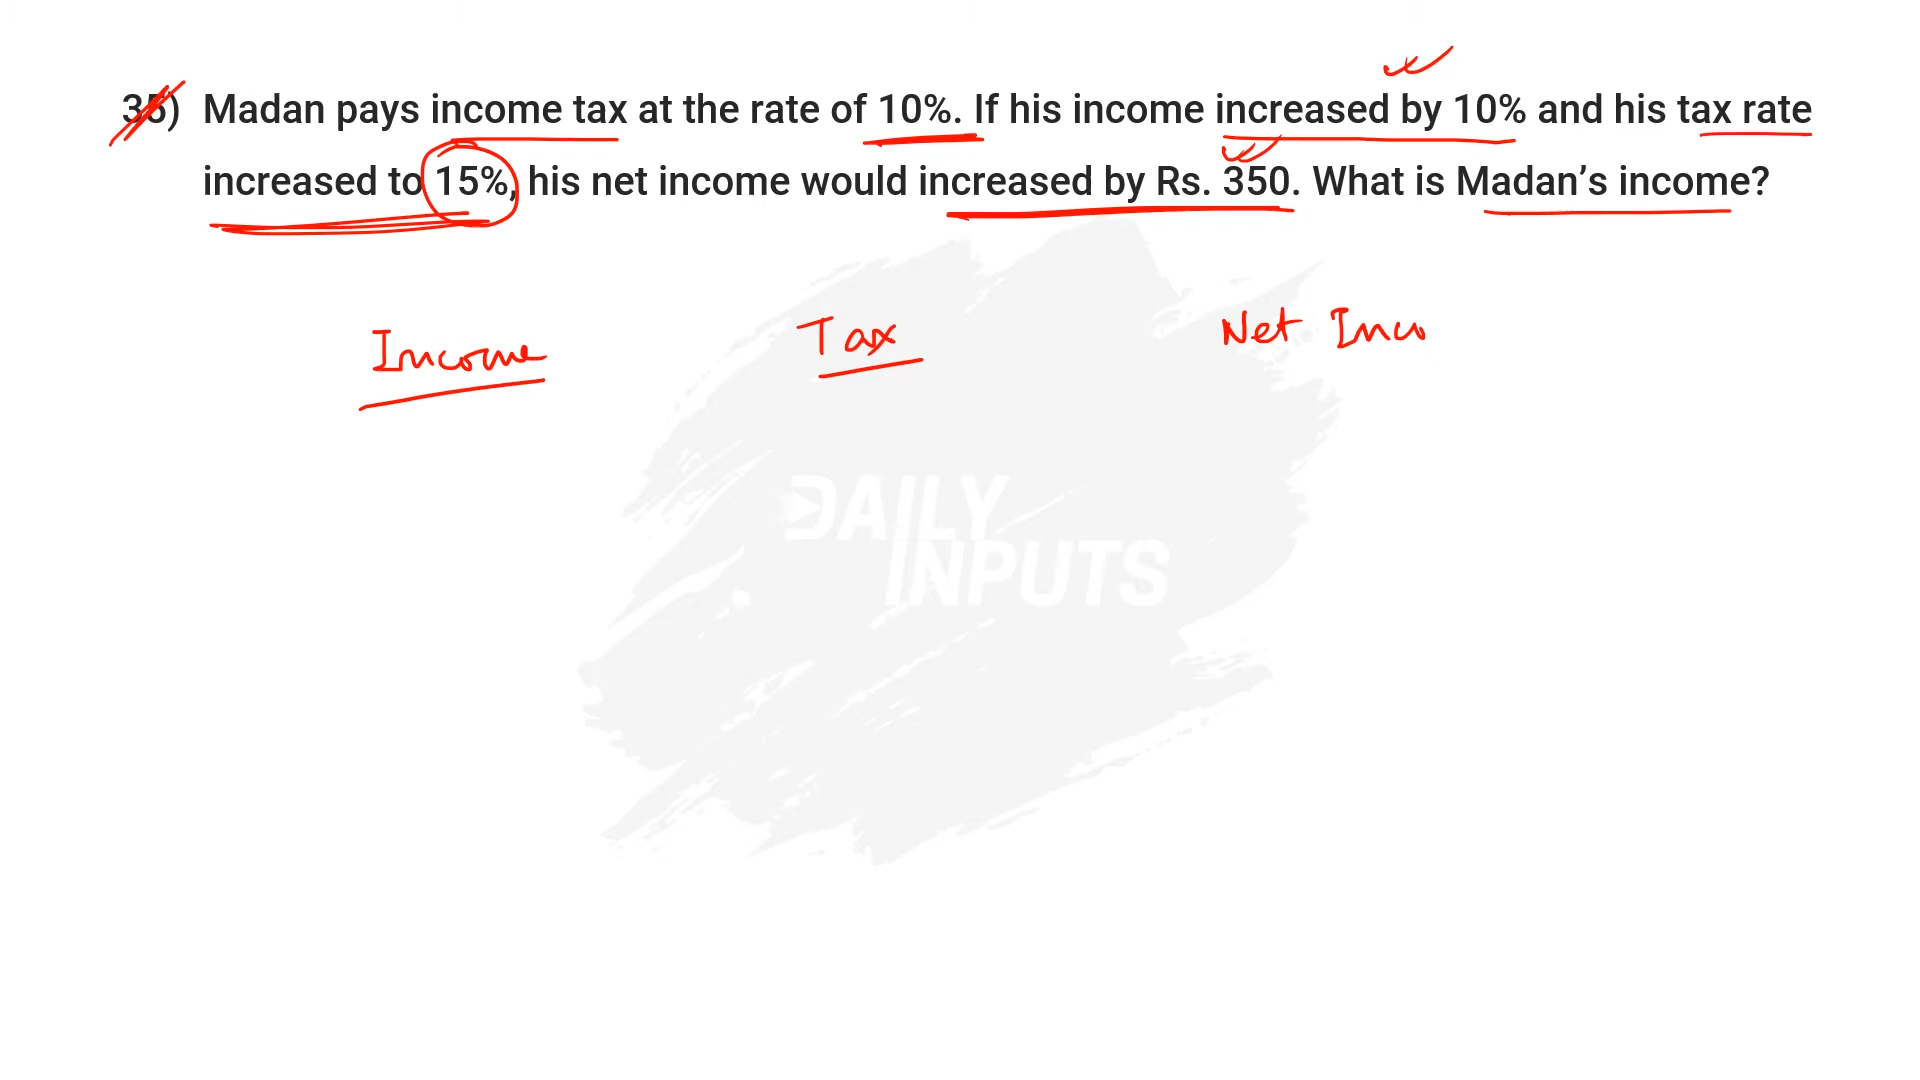 35) Madan pays income tax at the rate of 10%. If his income increased by 10% and his tax rate
increased to 15%, his net income would increased by Rs. 350. What is Madan’s income?
Income Tax Net Inco
DAILY
INPUTS